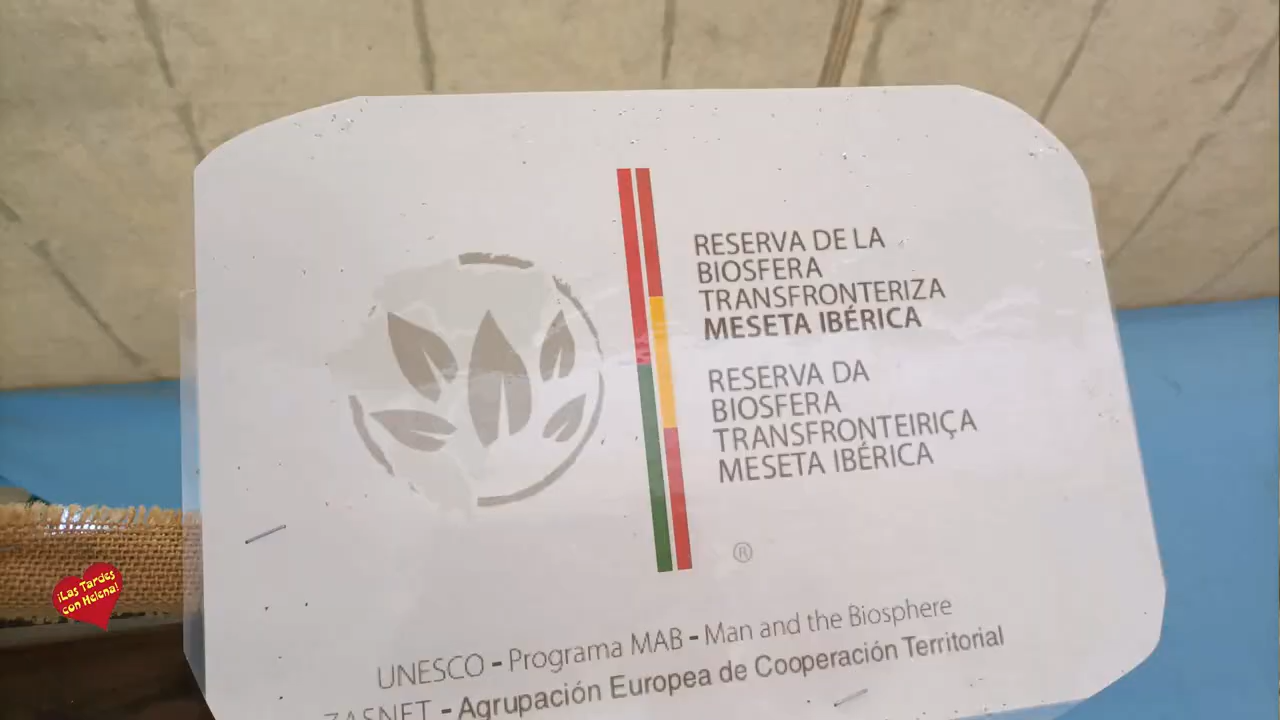 RESERVA DE LA
BIOSFERA
TRANSFRONTERIZA
MESETA IBÉRICA
RESERVA DA
BIOSFERA
TRANSFRONTEIRIÇA
MESETA IBÉRICA
®
UNESCO - Programa MAB - Man and the Biosphere
ZASNET - Agrupación Europea de Cooperación Territorial
¡Las Tardes
con Helena!